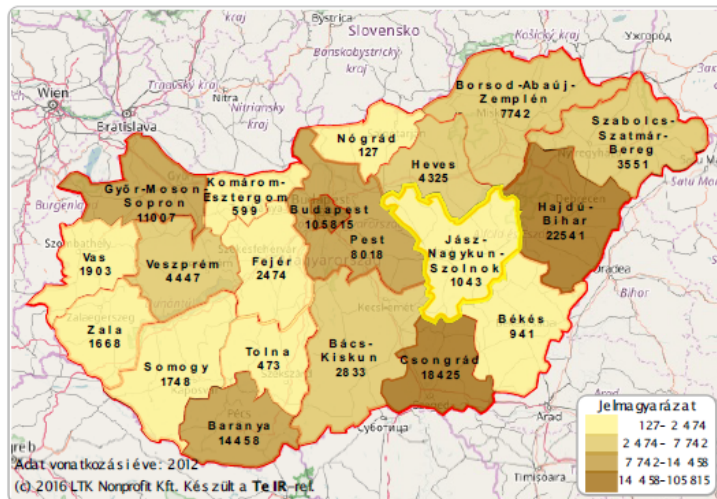 Slovensko
Košický kraj
Ужгород
Bystrica
Banskobystrický kraj
kraj
Trnavský kraj
Nitra
Nitriansky kraj
Wien
Bratislava
Borsod-Abaúj-
Zemplén
7742
Szabolcs-
Szatmár-
Bereg
3551
Nógrád
127
Heves
4325
Győr-Moson-
Sopron
11007
Komárom-
Esztergom
599
Budapest
105815
Pest
8018
Hajdú-
Bihar
22541
Satu Mare
Burgenland
Vas
1903
Veszprém
4447
Fejér
2474
Jász-
Nagykun-
Szolnok
1043
Oradea
Bihor
Zala
1668
Somogy
1748
Tolna
473
Bács-
Kiskun
2833
Békés
941
Csongrád
18425
Baranya
14458
Суботица
Arad
Arad
Timișoara
Adat vonatkozási éve: 2012
(c) 2016 LTK Nonprofit Kft. Készült a TeIR-rel.
Jelmagyarázat
127- 2 474
2 474- 7 742
7 742-14 458
14 458-105 815